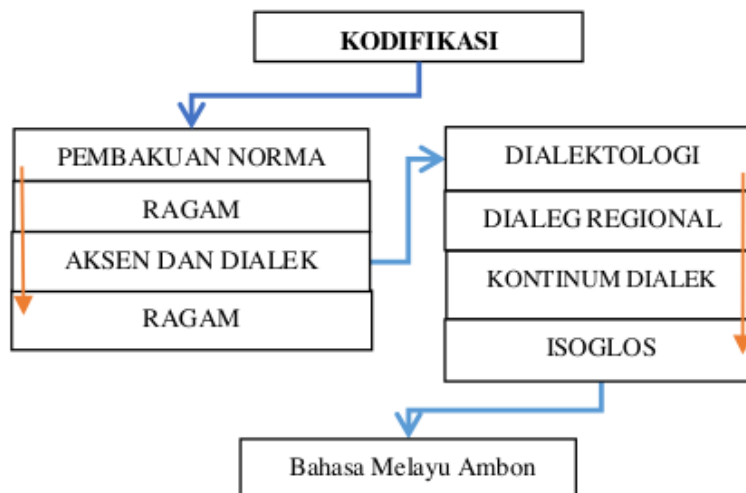 KODIFIKASI
PEMBAKUAN NORMA
RAGAM
AKSEN DAN DIALEK
RAGAM
DIALEKTOLOGI
DIALEG REGIONAL
KONTINUM DIALEK
ISOGLOS
Bahasa Melayu Ambon